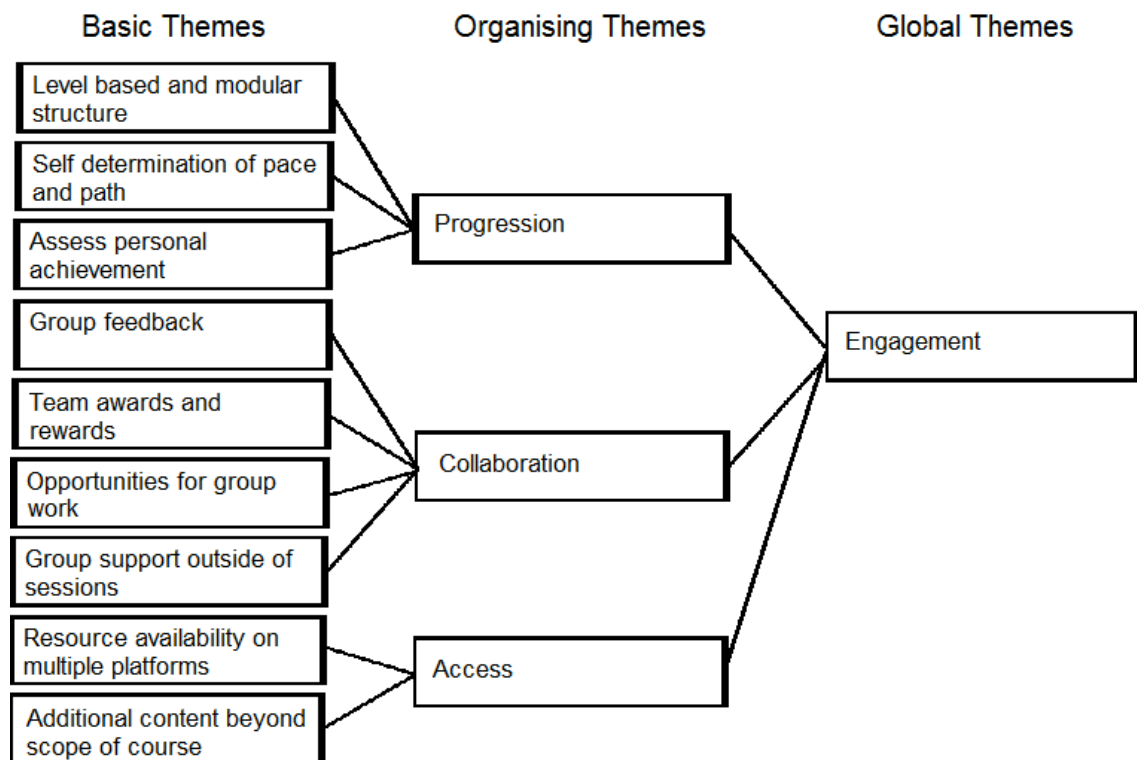 Basic Themes
Organising Themes
Global Themes
Level based and modular
structure
Self determination of pace
and path
Assess personal
achievement
Group feedback
Team awards and
rewards
Opportunities for group
work
Group support outside of
sessions
Resource availability on
multiple platforms
Additional content beyond
scope of course
Progression
Collaboration
Access
Engagement